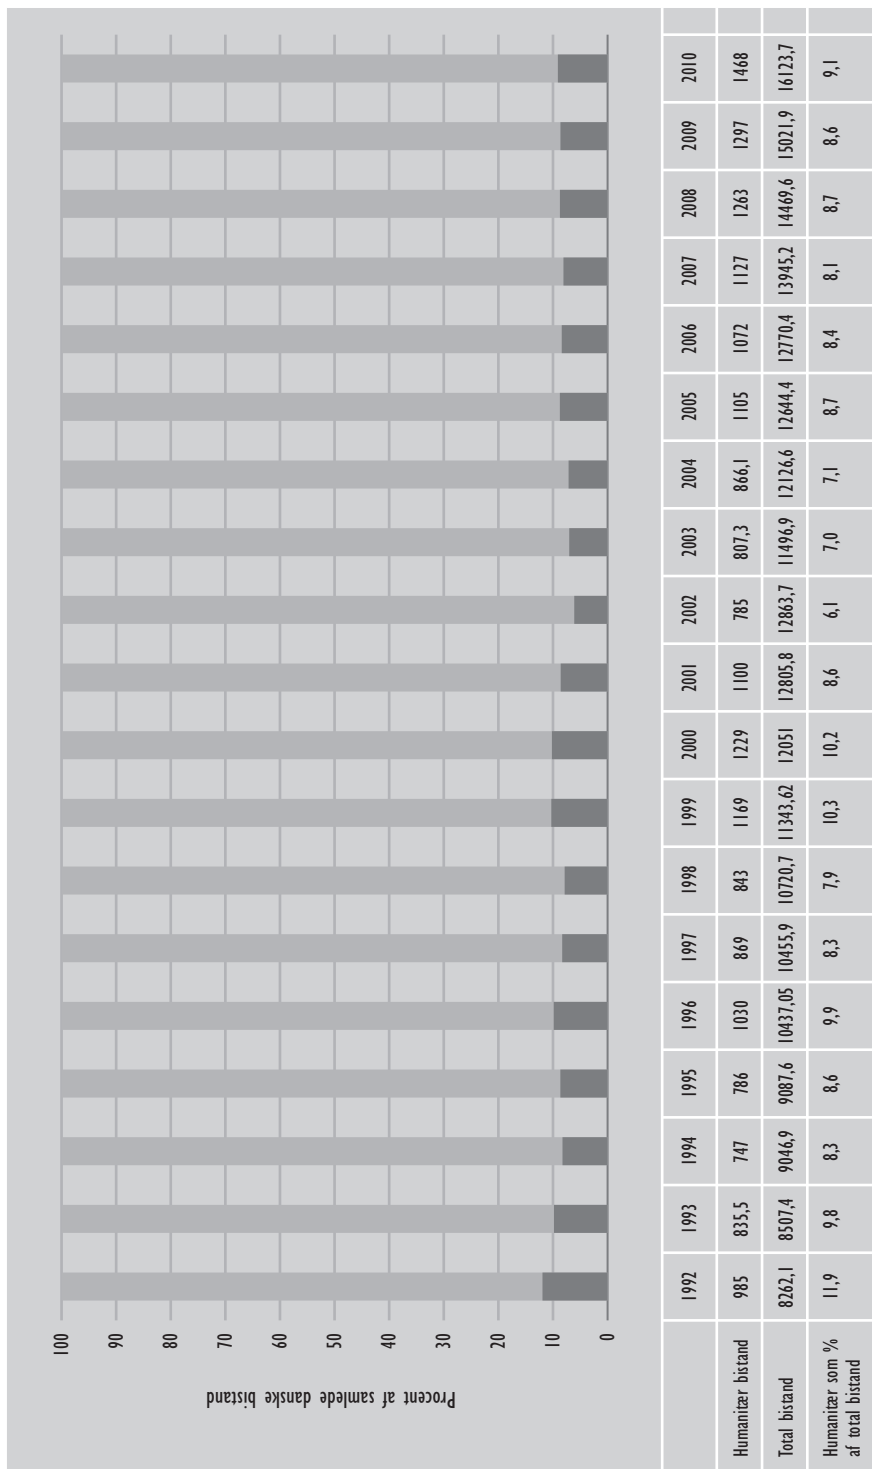 Procent af samlede danske bistand
100
90
80
70
60
50
40
30
20
10
0
1992 1993 1994 1995 1996 1997 1998 1999 2000 2001 2002 2003 2004 2005 2006 2007 2008 2009 2010
Humanitær bistand 985 835,5 747 786 1030 869 843 1169 1229 1100 785 807,3 866,1 1105 1072 1127 1263 1297 1468
Total bistand 8262,1 8507,4 9046,9 9087,6 10437,05 10455,9 10720,7 11343,62 12051 12805,8 12863,7 11496,9 12126,6 12644,4 12770,4 13945,2 14469,6 15021,9 16123,7
Humanitær som %
af total bistand 11,9 9,8 8,3 8,6 9,9 8,3 7,9 10,3 10,2 8,6 6,1 7,0 7,1 8,7 8,4 8,1 8,7 8,6 9,1